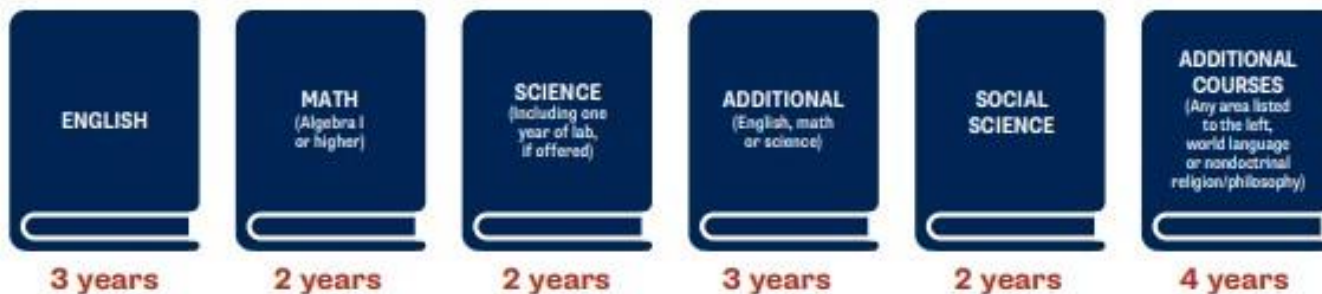 ENGLISH
3 years
MATH
(Algebra I
or higher)
2 years
SCIENCE
(Including one
year of lab,
if offered)
2 years
ADDITIONAL
(English, math
or science)
3 years
SOCIAL
SCIENCE
2 years
ADDITIONAL
COURSES
(Any area listed
to the left,
world language
or nondoctrinal
religion/philosophy)
4 years